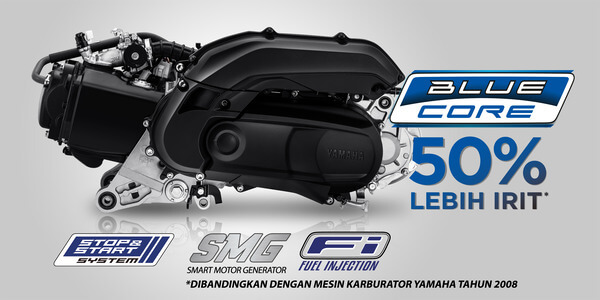 YAMAHA
BLUE
CORE
50%
LEBIH IRIT*
STOP&
START
SYSTEM
SMG
SMART MOTOR GENERATOR
Fi
FUEL INJECTION
*DIBANDINGKAN DENGAN MESIN KARBURATOR YAMAHA TAHUN 2008